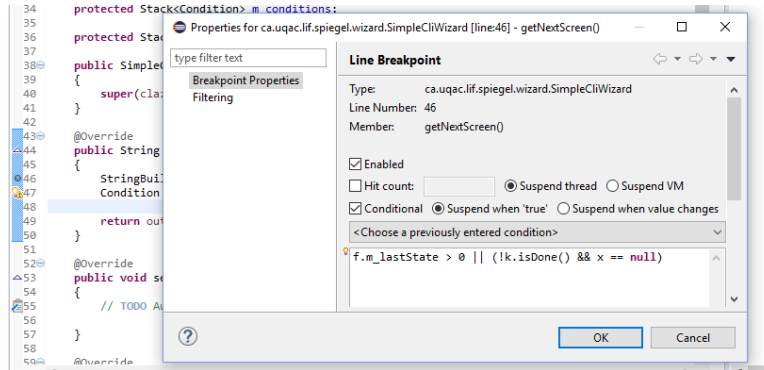 34 protected Stack<Condition> m_conditions;
35
36 protected Stac
37
38 public SimpleC
39 {
40 super(cla
41 }
42
43 @Override
44 public String
45 {
46 StringBui
47 Condition
48
49 return out
50 }
51
52 @Override
53 public void se
54 {
55 // TODO Au
56
57 }
58
59 @Override
Properties for ca.uqac.lif.spiegel.wizard.SimpleCliWizard [line:46] - getNextScreen()
type filter text
Breakpoint Properties
Filtering
Line Breakpoint
Type: ca.uqac.lif.spiegel.wizard.SimpleCliWizard
Line Number: 46
Member: getNextScreen()
Enabled
Hit count: Suspend thread Suspend VM
Conditional Suspend when 'true' Suspend when value changes
<Choose a previously entered condition>
f.m_lastState > 0 || (!k.isDone() && x == null)
? OK Cancel